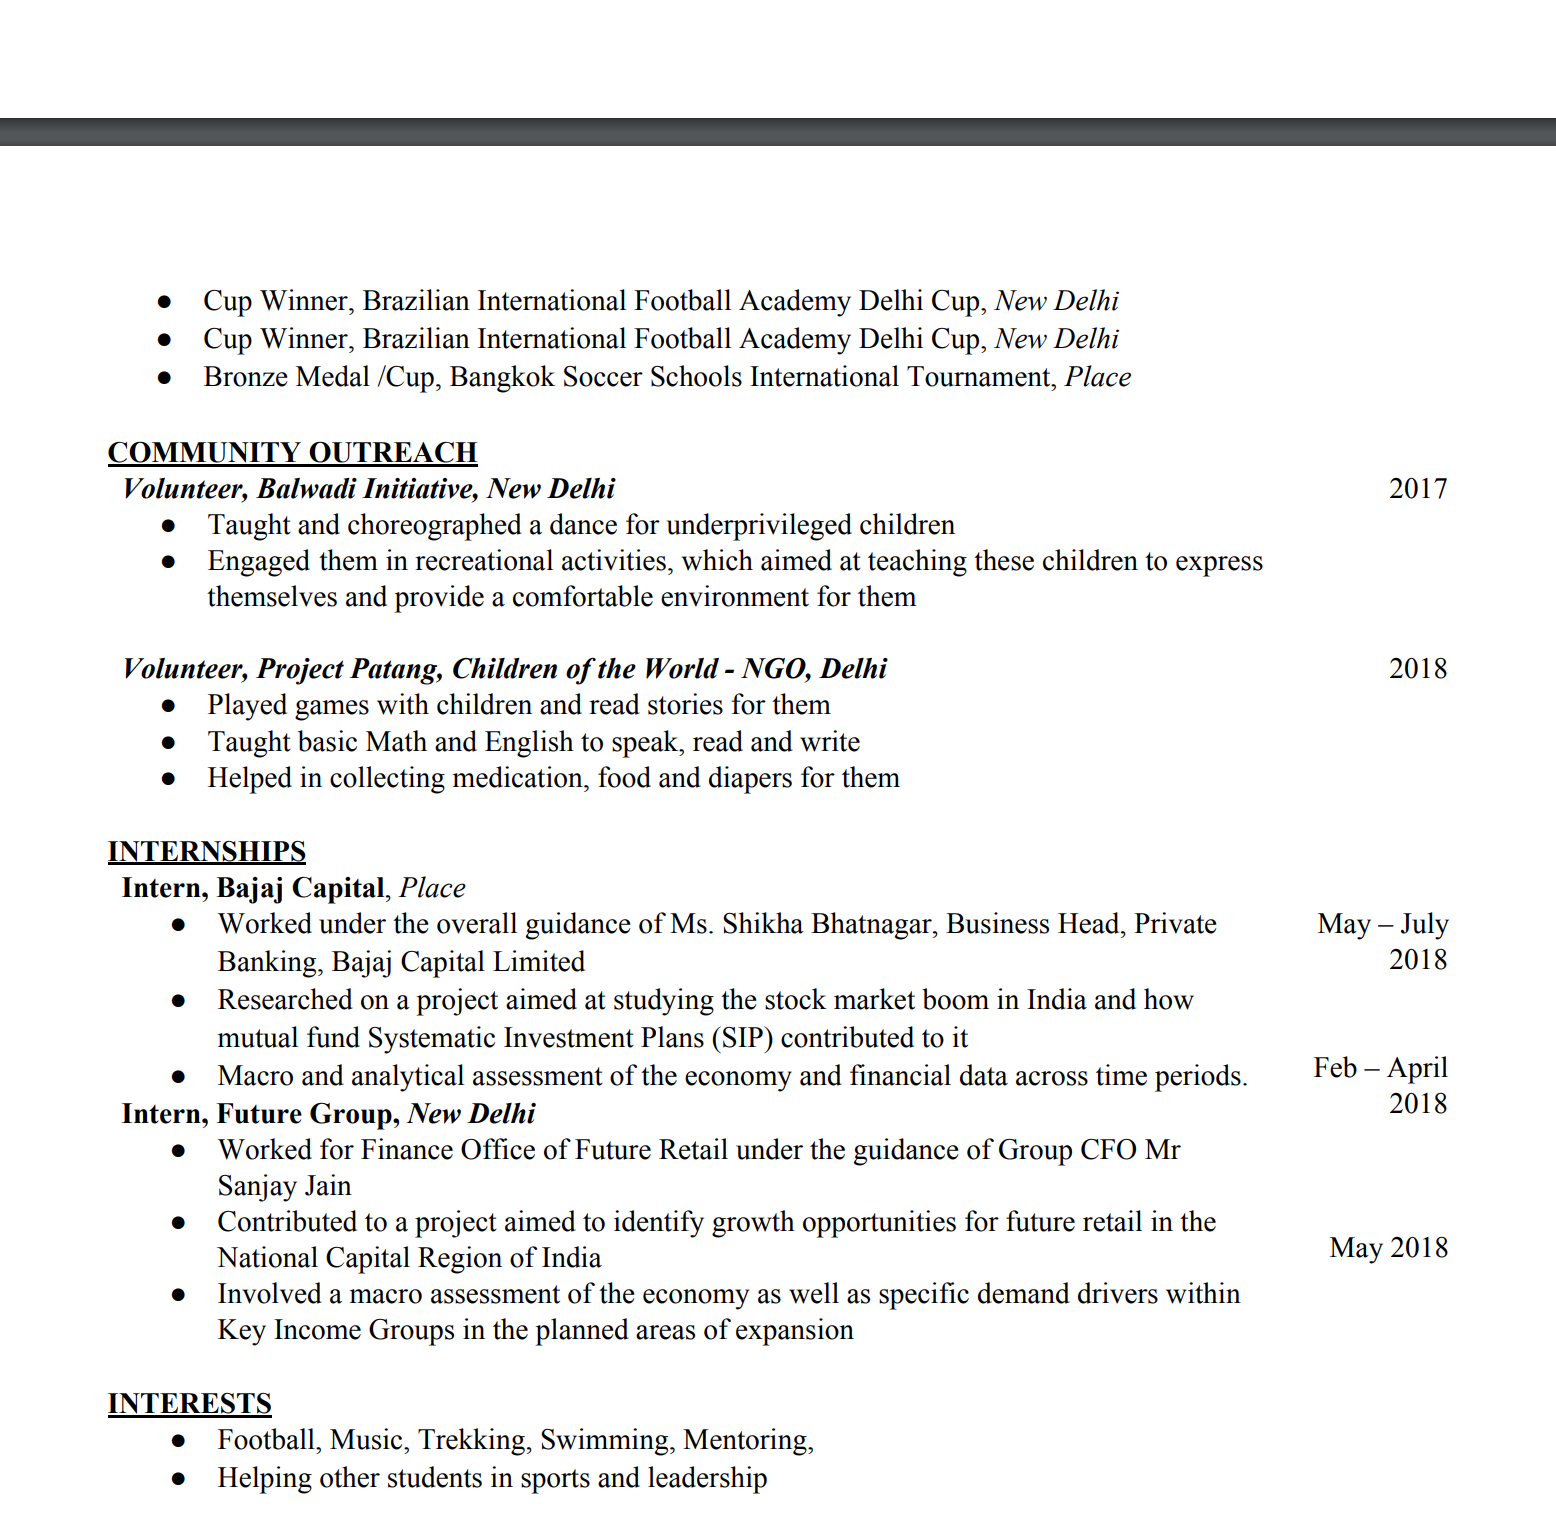 ● Cup Winner, Brazilian International Football Academy Delhi Cup, New Delhi
● Cup Winner, Brazilian International Football Academy Delhi Cup, New Delhi
● Bronze Medal /Cup, Bangkok Soccer Schools International Tournament, Place
COMMUNITY OUTREACH
Volunteer, Balwadi Initiative, New Delhi 2017
● Taught and choreographed a dance for underprivileged children
● Engaged them in recreational activities, which aimed at teaching these children to express
themselves and provide a comfortable environment for them
Volunteer, Project Patang, Children of the World - NGO, Delhi 2018
● Played games with children and read stories for them
● Taught basic Math and English to speak, read and write
● Helped in collecting medication, food and diapers for them
INTERNSHIPS
Intern, Bajaj Capital, Place
● Worked under the overall guidance of Ms. Shikha Bhatnagar, Business Head, Private May – July
Banking, Bajaj Capital Limited 2018
● Researched on a project aimed at studying the stock market boom in India and how
mutual fund Systematic Investment Plans (SIP) contributed to it
● Macro and analytical assessment of the economy and financial data across time periods. Feb – April
Intern, Future Group, New Delhi 2018
● Worked for Finance Office of Future Retail under the guidance of Group CFO Mr
Sanjay Jain
● Contributed to a project aimed to identify growth opportunities for future retail in the
National Capital Region of India May 2018
● Involved a macro assessment of the economy as well as specific demand drivers within
Key Income Groups in the planned areas of expansion
INTERESTS
● Football, Music, Trekking, Swimming, Mentoring,
● Helping other students in sports and leadership